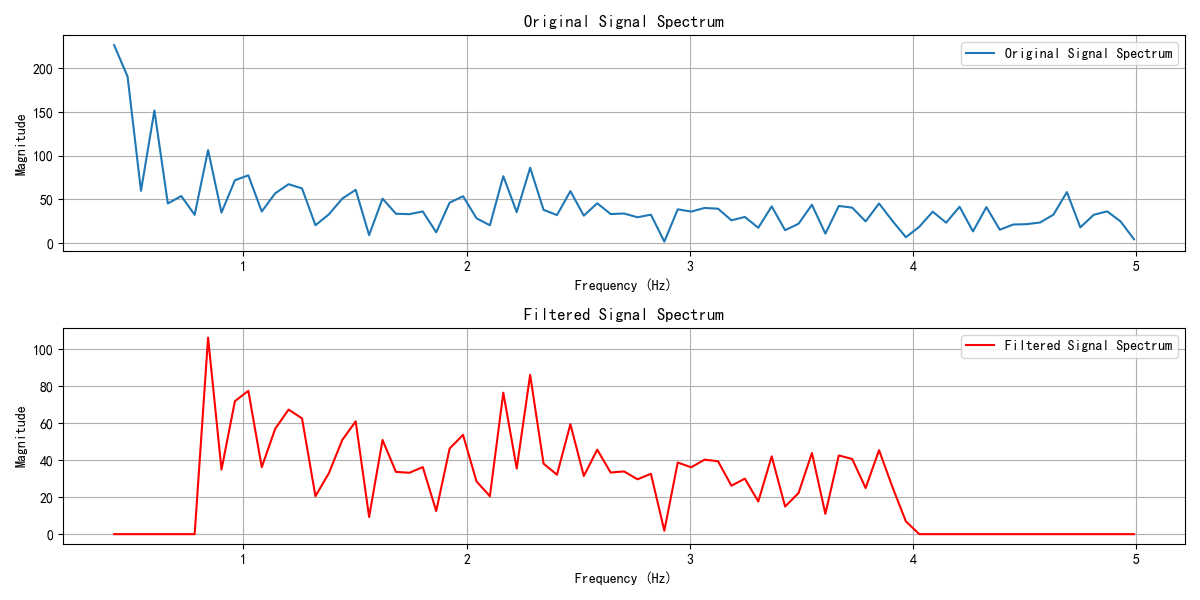 Original Signal Spectrum
Original Signal Spectrum
Magnitude
200
150
100
50
0
1 2 3 4 5
Frequency (Hz)
Filtered Signal Spectrum
Filtered Signal Spectrum
Magnitude
100
80
60
40
20
0
1 2 3 4 5
Frequency (Hz)